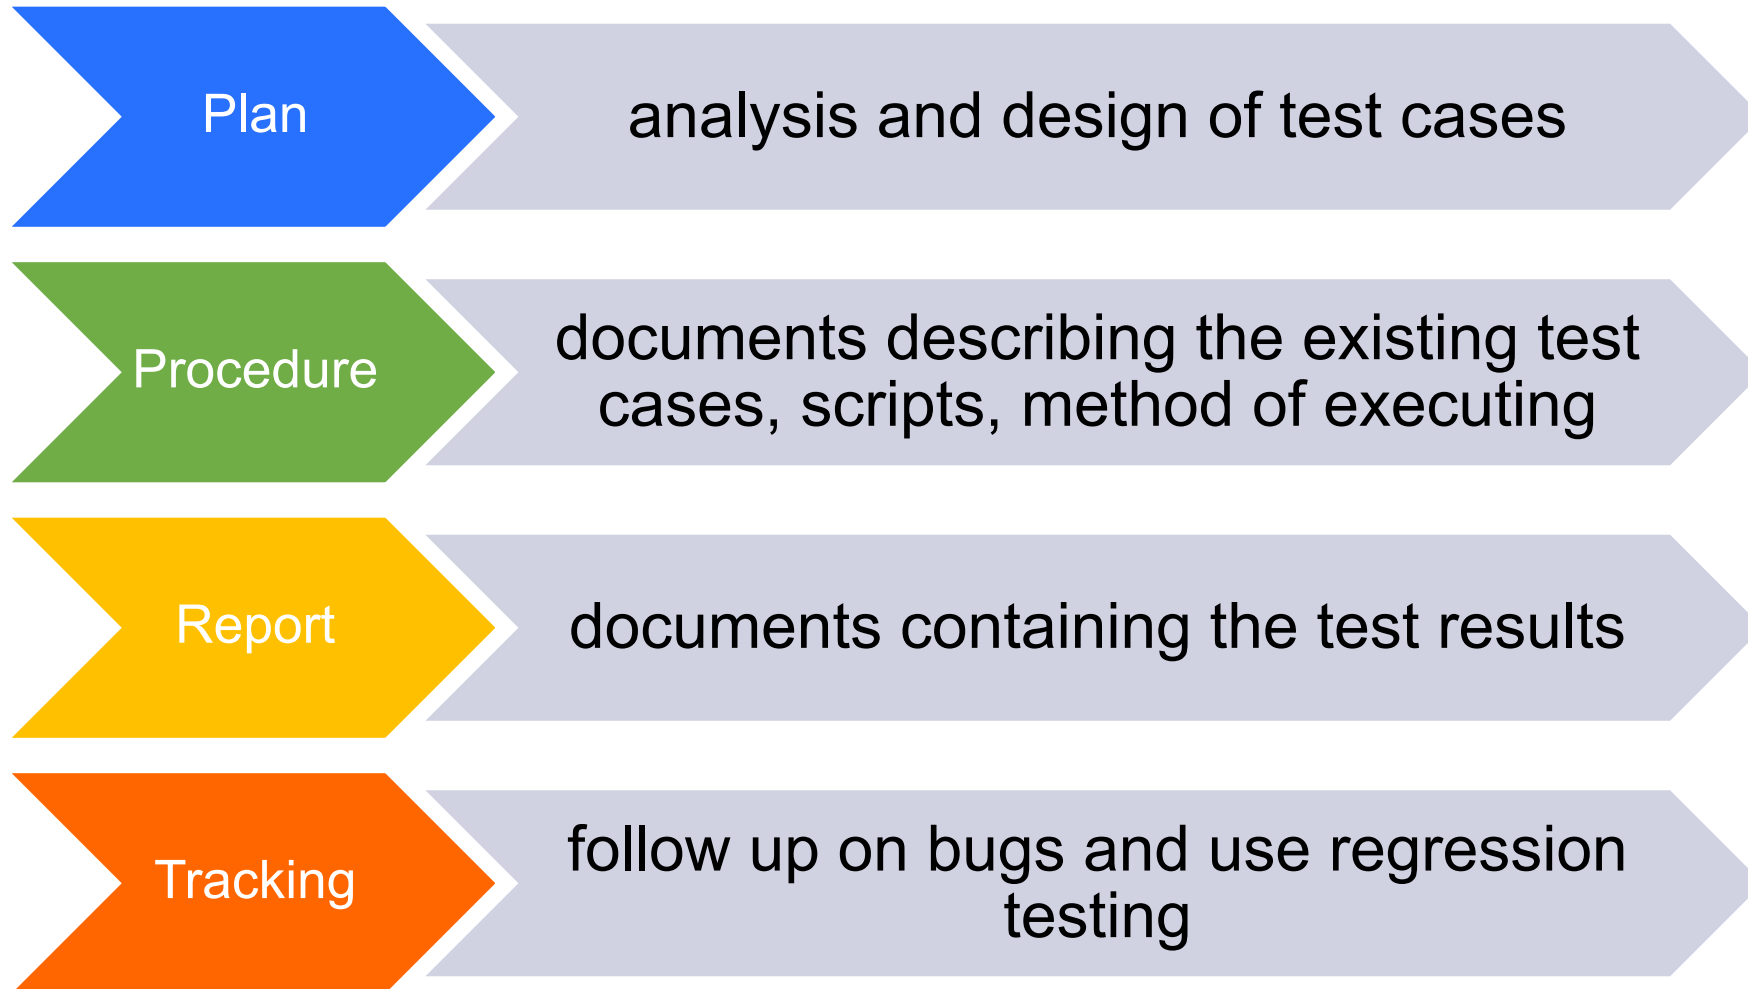 Plan
analysis and design of test cases
Procedure
documents describing the existing test
cases, scripts, method of executing
Report
documents containing the test results
Tracking
follow up on bugs and use regression
testing